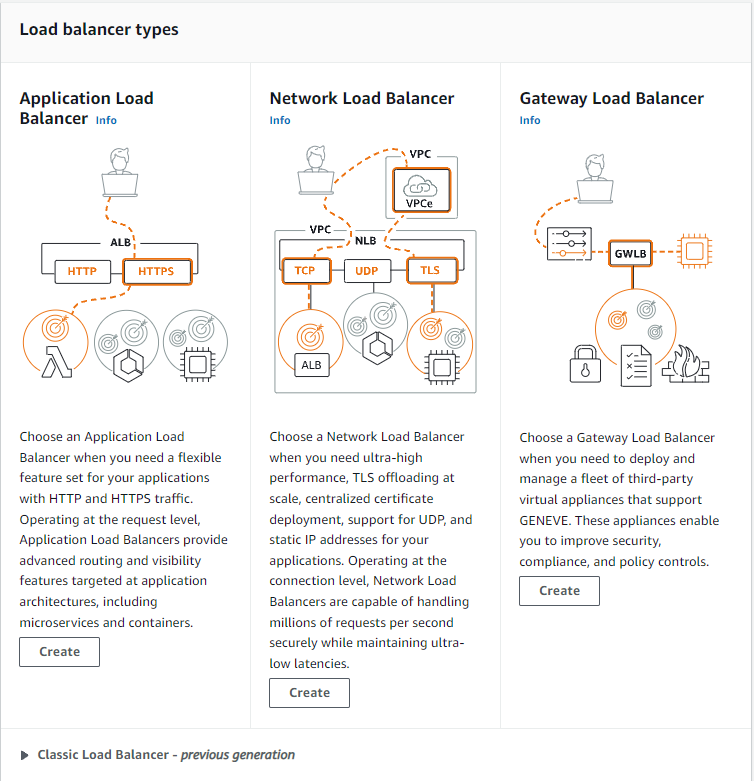 Load balancer types
Application Load
Balancer Info
ALB
HTTP
HTTPS
Choose an Application Load
Balancer when you need a flexible
feature set for your applications
with HTTP and HTTPS traffic.
Operating at the request level,
Application Load Balancers provide
advanced routing and visibility
features targeted at application
architectures, including
microservices and containers.
Create
Network Load Balancer
Info
VPC
VPCe
VPC
NLB
TCP
UDP
TLS
ALB
Choose a Network Load Balancer
when you need ultra-high
performance, TLS offloading at
scale, centralized certificate
deployment, support for UDP, and
static IP addresses for your
applications. Operating at the
connection level, Network Load
Balancers are capable of handling
millions of requests per second
securely while maintaining ultra-
low latencies.
Create
Gateway Load Balancer
Info
GWLB
Choose a Gateway Load Balancer
when you need to deploy and
manage a fleet of third-party
virtual appliances that support
GENEVE. These appliances enable
you to improve security,
compliance, and policy controls.
Create
Classic Load Balancer - previous generation